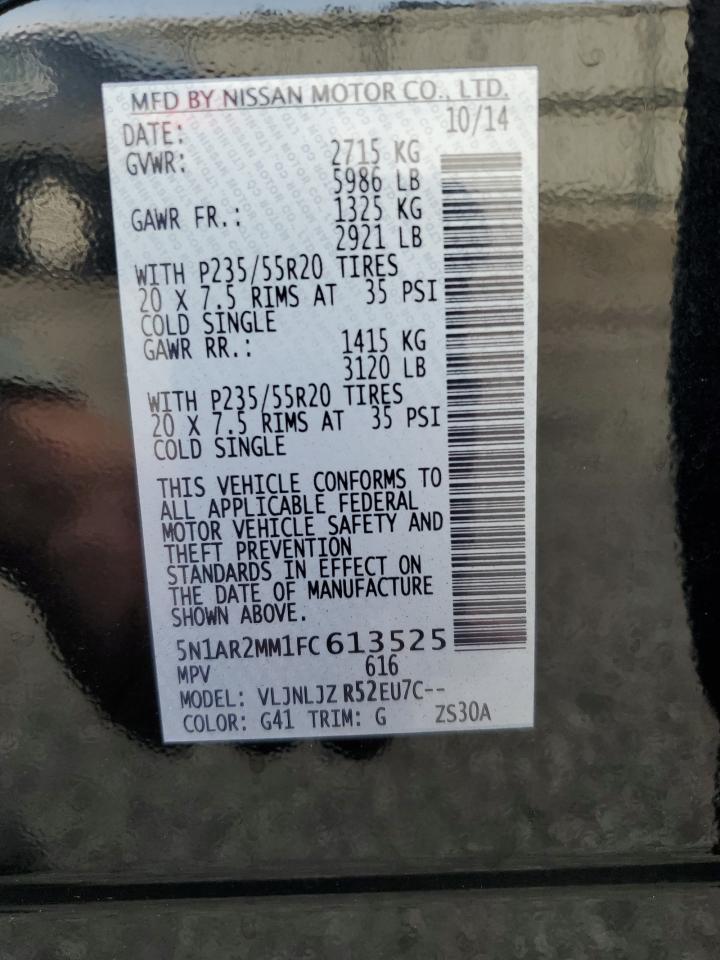 MFD BY NISSAN MOTOR CO., LTD.
DATE: 10/14
GVWR: 2715 KG
5986 LB
GAWR FR.: 1325 KG
2921 LB
WITH P235/55R20 TIRES
20 X 7.5 RIMS AT 35 PSI
COLD SINGLE
GAWR RR.: 1415 KG
3120 LB
WITH P235/55R20 TIRES
20 X 7.5 RIMS AT 35 PSI
COLD SINGLE
THIS VEHICLE CONFORMS TO
ALL APPLICABLE FEDERAL
MOTOR VEHICLE SAFETY AND
THEFT PREVENTION
STANDARDS IN EFFECT ON
THE DATE OF MANUFACTURE
SHOWN ABOVE.
5N1AR2MM1FC613525
MPV 616
MODEL: VLJNLJZ R52EU7C--
COLOR: G41 TRIM: G ZS30A